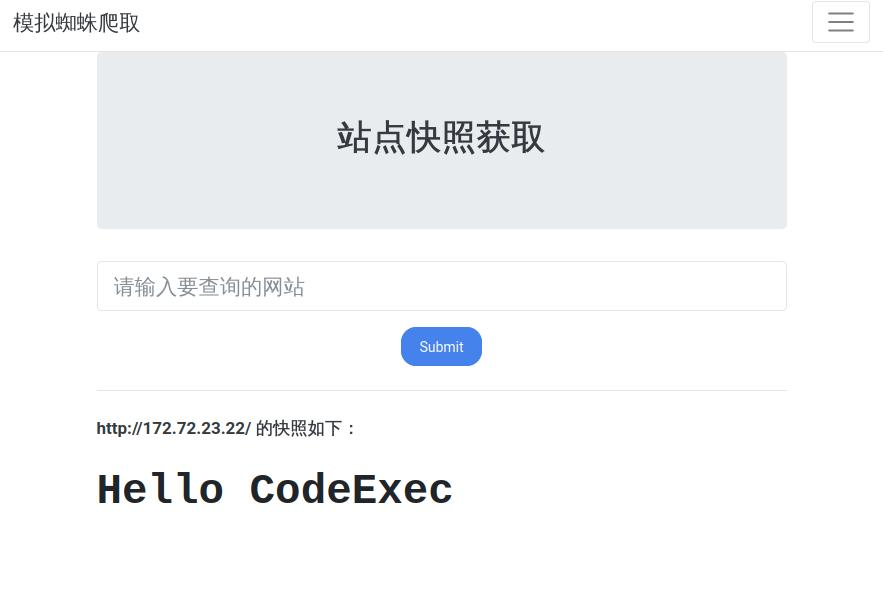 模拟蜘蛛爬取
站点快照获取
请输入要查询的网站
Submit
http://172.72.23.22/ 的快照如下：
Hello CodeExec